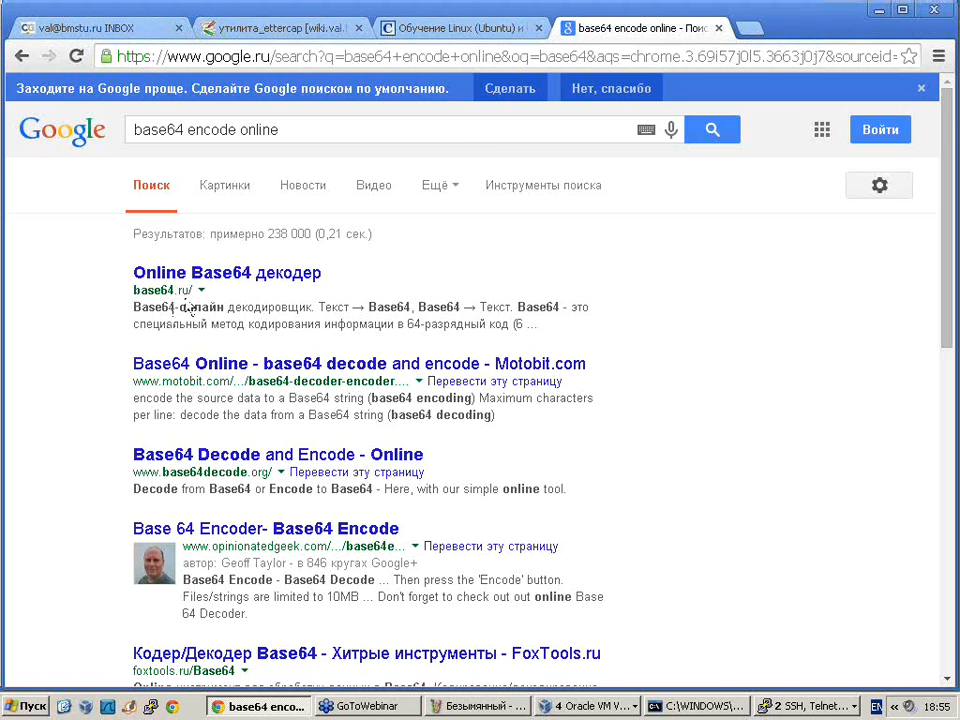 val@bmstu.ru INBOX
утилита_ettercap [wiki.val.
Обучение Linux (Ubuntu) и
base64 encode online - Пои
https://www.google.ru/search?q=base64+encode+online&oq=base64&aqs=chrome.3.69i57j0l5.3663j0j7&sourceid=
Заходите на Google проще. Сделайте Google поиском по умолчанию.
Сделать
Нет, спасибо
Google
base64 encode online
Войти
Поиск
Картинки
Новости
Видео
Ещё
Инструменты поиска
Результатов: примерно 238 000 (0,21 сек.)
Online Base64 декодер
base64.ru/
Base64-онлайн декодировщик. Текст → Base64, Base64 → Текст. Base64 - это
специальный метод кодирования информации в 64-разрядный код (6 ...
Base64 Online - base64 decode and encode - Motobit.com
www.motobit.com/.../base64-decoder-encoder.... Перевести эту страницу
encode the source data to a Base64 string (base64 encoding) Maximum characters
per line: decode the data from a Base64 string (base64 decoding)
Base64 Decode and Encode - Online
www.base64decode.org/ Перевести эту страницу
Decode from Base64 or Encode to Base64 - Here, with our simple online tool.
Base 64 Encoder- Base64 Encode
www.opinionatedgeek.com/.../base64e... Перевести эту страницу
автор: Geoff Taylor - в 846 кругах Google+
Base64 Encode - Base64 Decode ... Then press the 'Encode' button.
Files/strings are limited to 10MB ... Don't forget to check out out online Base
64 Decoder.
Кодер/Декодер Base64 - Хитрые инструменты - FoxTools.ru
foxtools.ru/Base64
Пуск
base64 enco...
GoToWebinar
Безымянный - ...
4 Oracle VM V...
C:\WINDOWS\...
2 SSH, Telnet...
EN
18:55